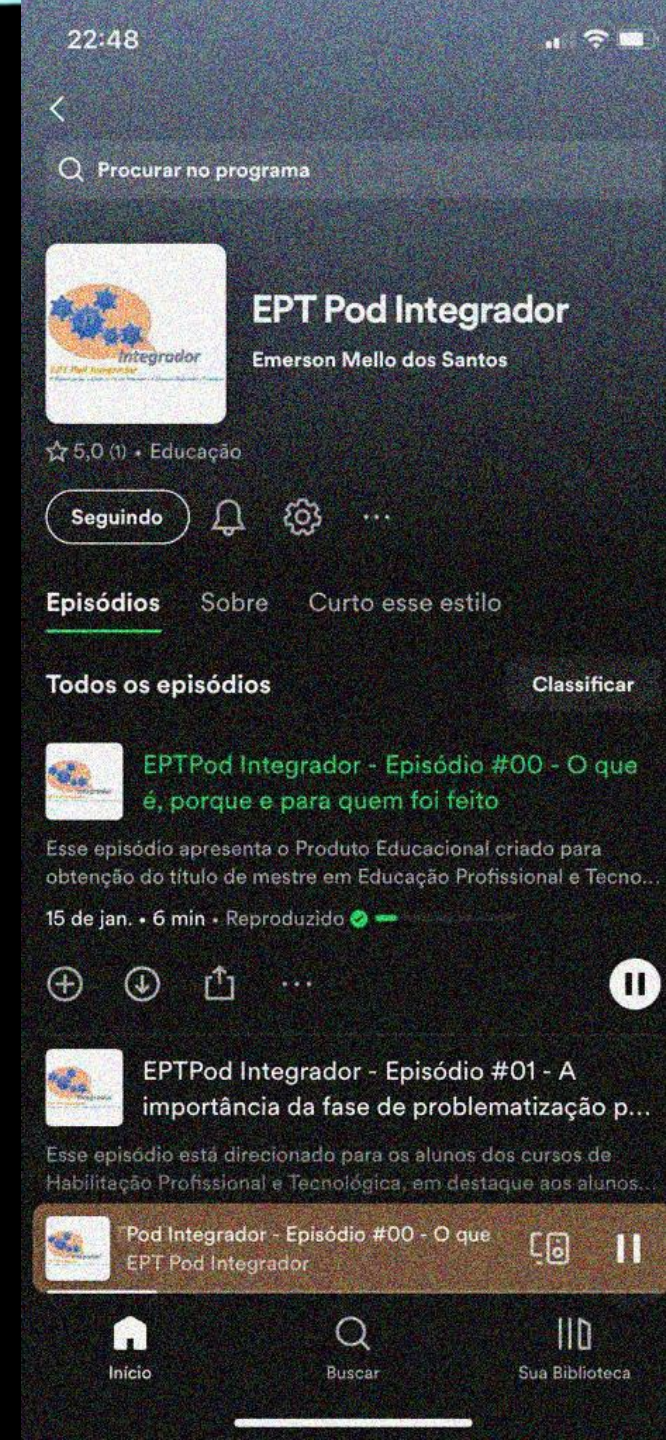 22:48
Procurar no programa
integrador
EPT Pod Integrador
EPT Pod Integrador
Emerson Mello dos Santos
5,0 (1) • Educação
Seguindo
Episódios Sobre Curto esse estilo
Todos os episódios Classificar
EPTPod Integrador - Episódio #00 - O que
é, porque e para quem foi feito
Esse episódio apresenta o Produto Educacional criado para
obtenção do título de mestre em Educação Profissional e Tecno...
15 de jan. • 6 min • Reproduzido
EPTPod Integrador - Episódio #01 - A
importância da fase de problematização p...
Esse episódio está direcionado para os alunos dos cursos de
Habilitação Profissional e Tecnológica, em destaque aos alunos...
Pod Integrador - Episódio #00 - O que
EPT Pod Integrador
Início Buscar Sua Biblioteca